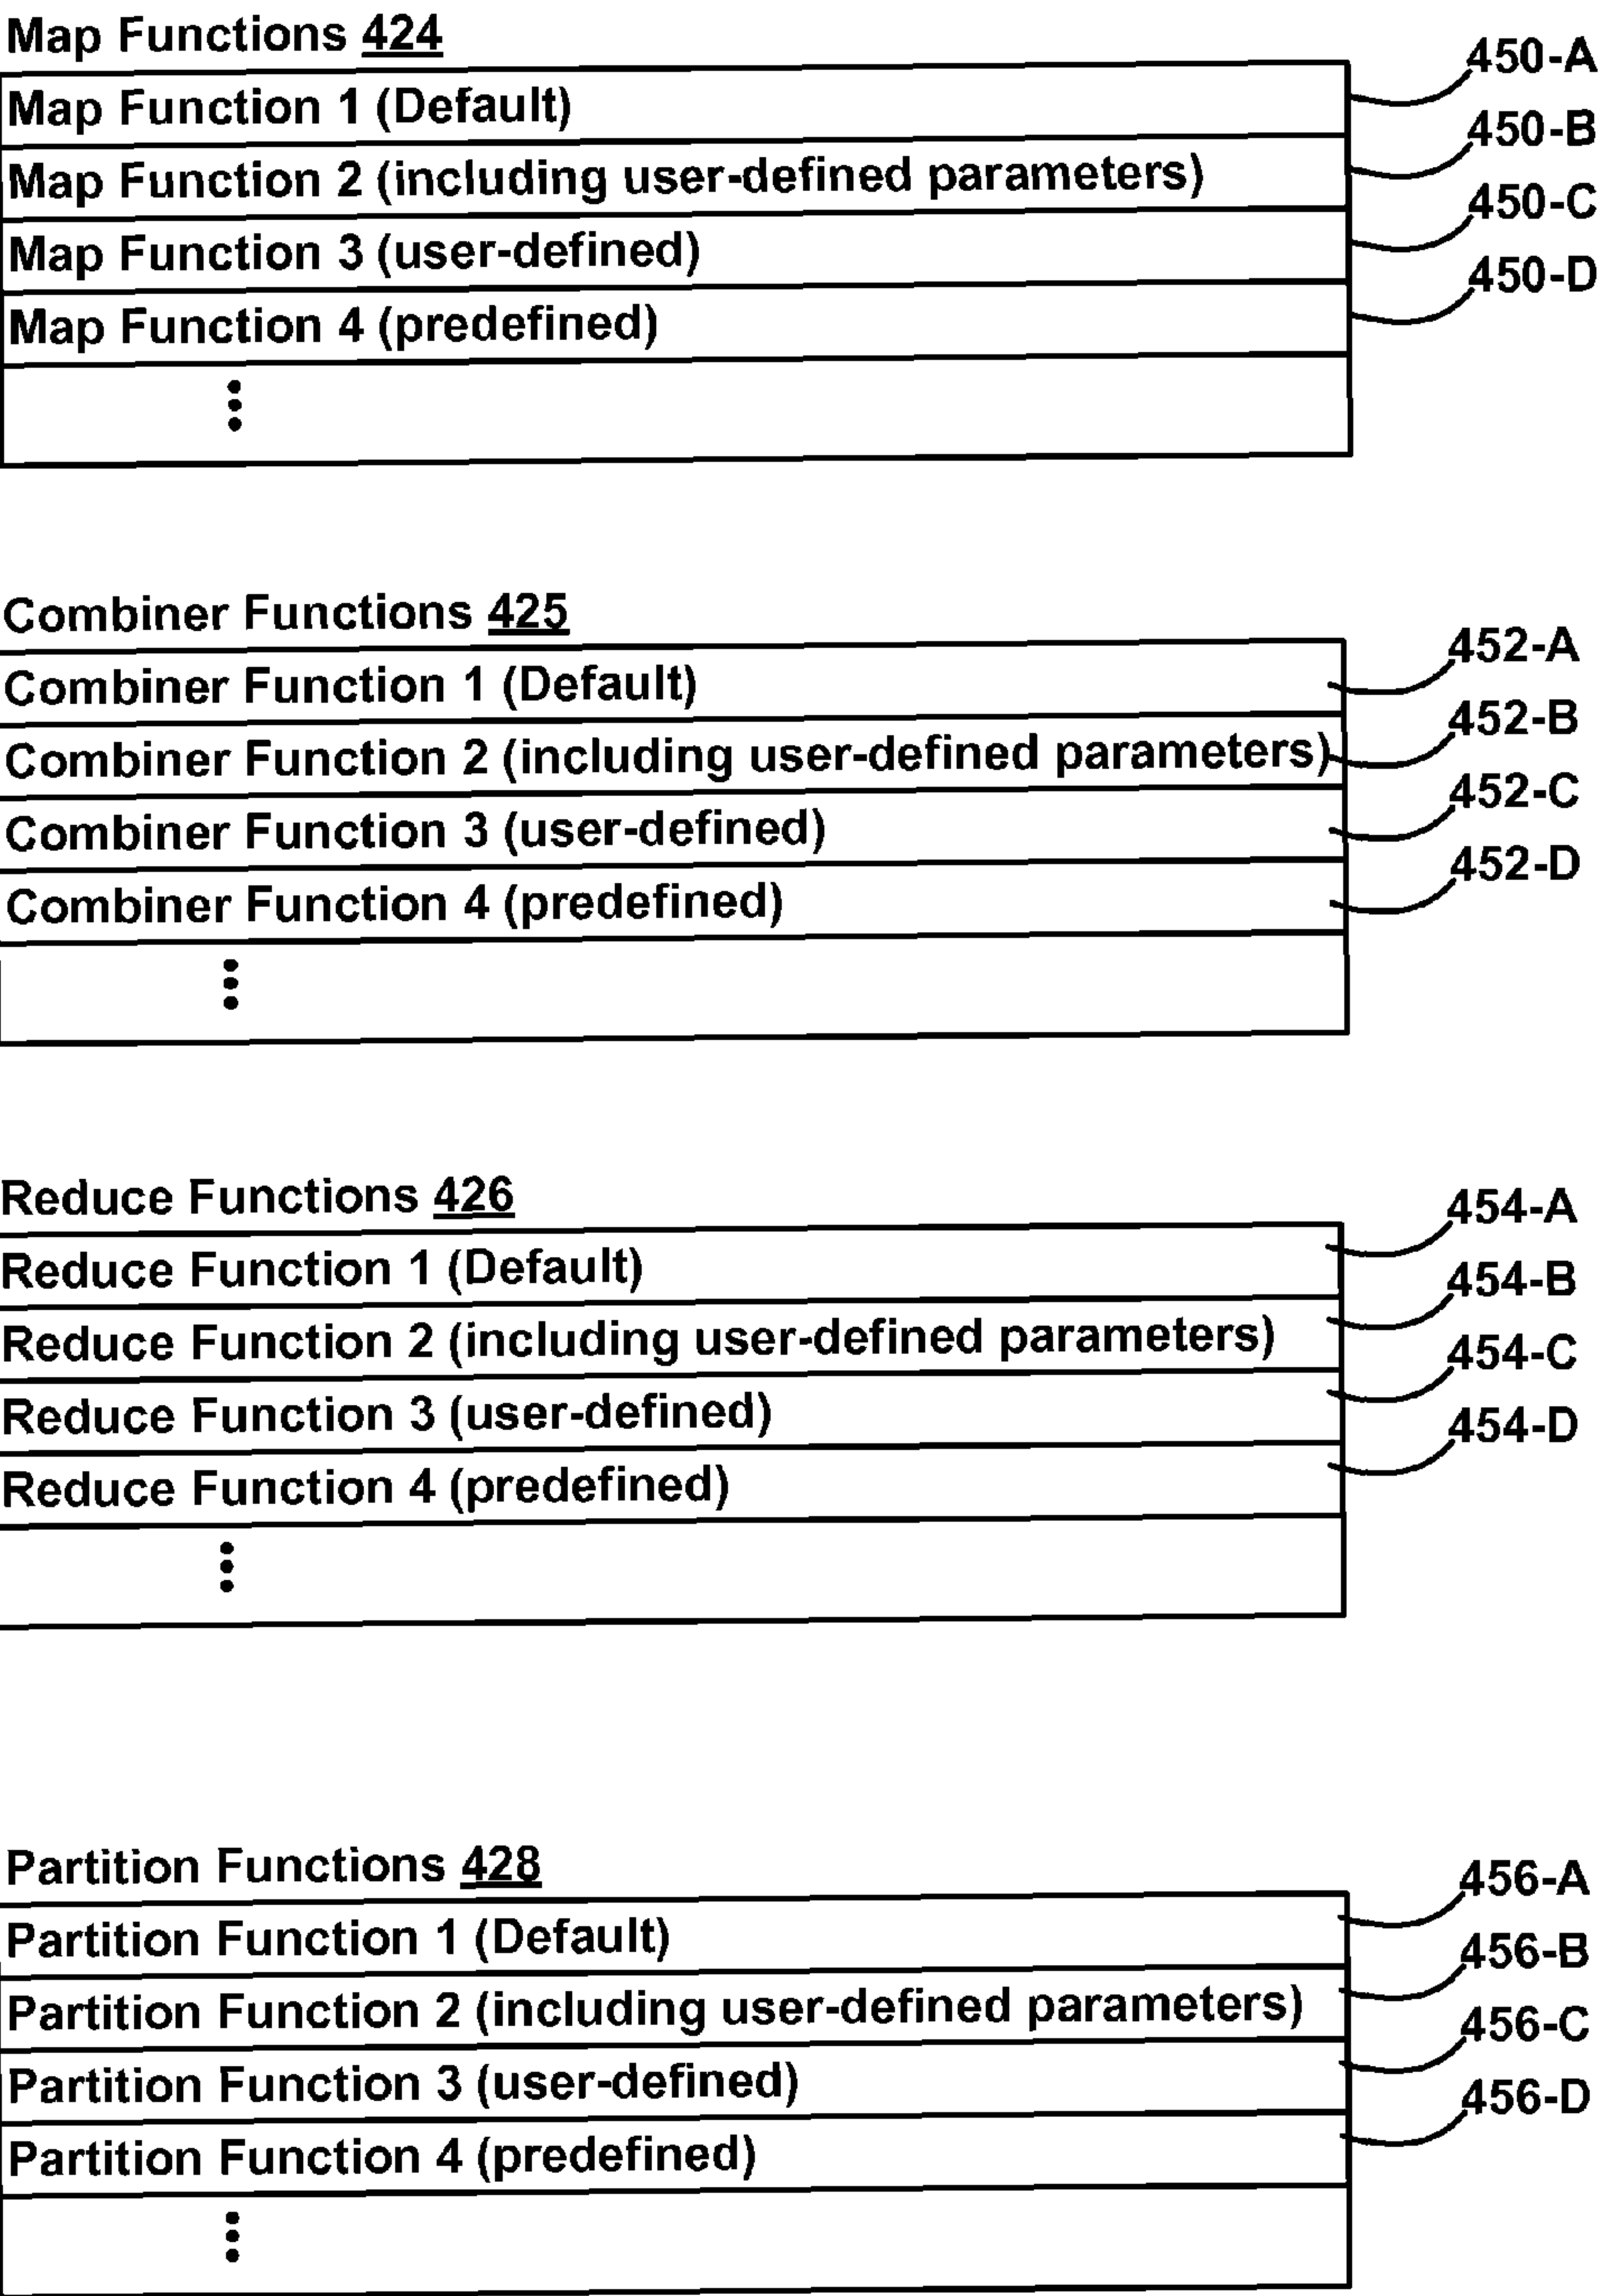 Map Functions 424
Map Function 1 (Default)
450-A
Map Function 2 (including user-defined parameters)
450-B
Map Function 3 (user-defined)
450-C
Map Function 4 (predefined)
450-D
Combiner Functions 425
Combiner Function 1 (Default)
452-A
Combiner Function 2 (including user-defined parameters)
452-B
Combiner Function 3 (user-defined)
452-C
Combiner Function 4 (predefined)
452-D
Reduce Functions 426
Reduce Function 1 (Default)
454-A
Reduce Function 2 (including user-defined parameters)
454-B
Reduce Function 3 (user-defined)
454-C
Reduce Function 4 (predefined)
454-D
Partition Functions 428
Partition Function 1 (Default)
456-A
Partition Function 2 (including user-defined parameters)
456-B
Partition Function 3 (user-defined)
456-C
Partition Function 4 (predefined)
456-D